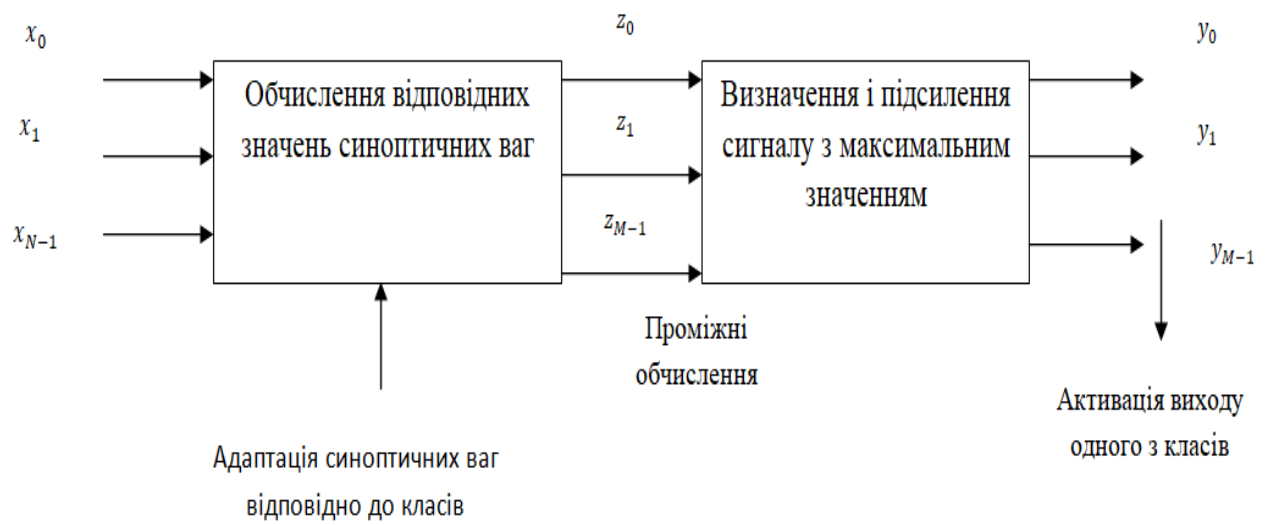 x₀
z₀
y₀
Обчислення відповідних
значень синоптичних ваг
Визначення і підсилення
сигналу з максимальним
значенням
x₁
z₁
y₁
xN−1
zM−1
yM−1
Проміжні
обчислення
Активація виходу
одного з класів
Адаптація синоптичних ваг
відповідно до класів